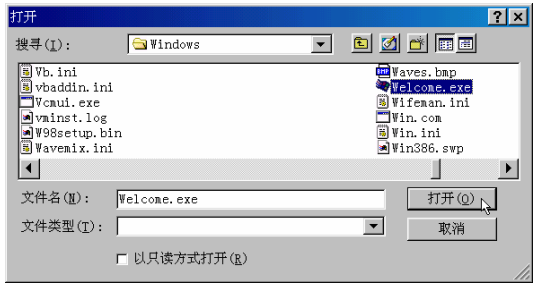 打开
搜寻(I): Windows
Vb.ini
vbaddin.ini
Vcmui.exe
vminst.log
W98setup.bin
Wavemix.ini
Waves.bmp
Welcome.exe
Wifeman.ini
Win.com
Win.ini
Win386.swp
文件名(N): Welcome.exe 打开(O)
文件类型(T): 取消
以只读方式打开(R)